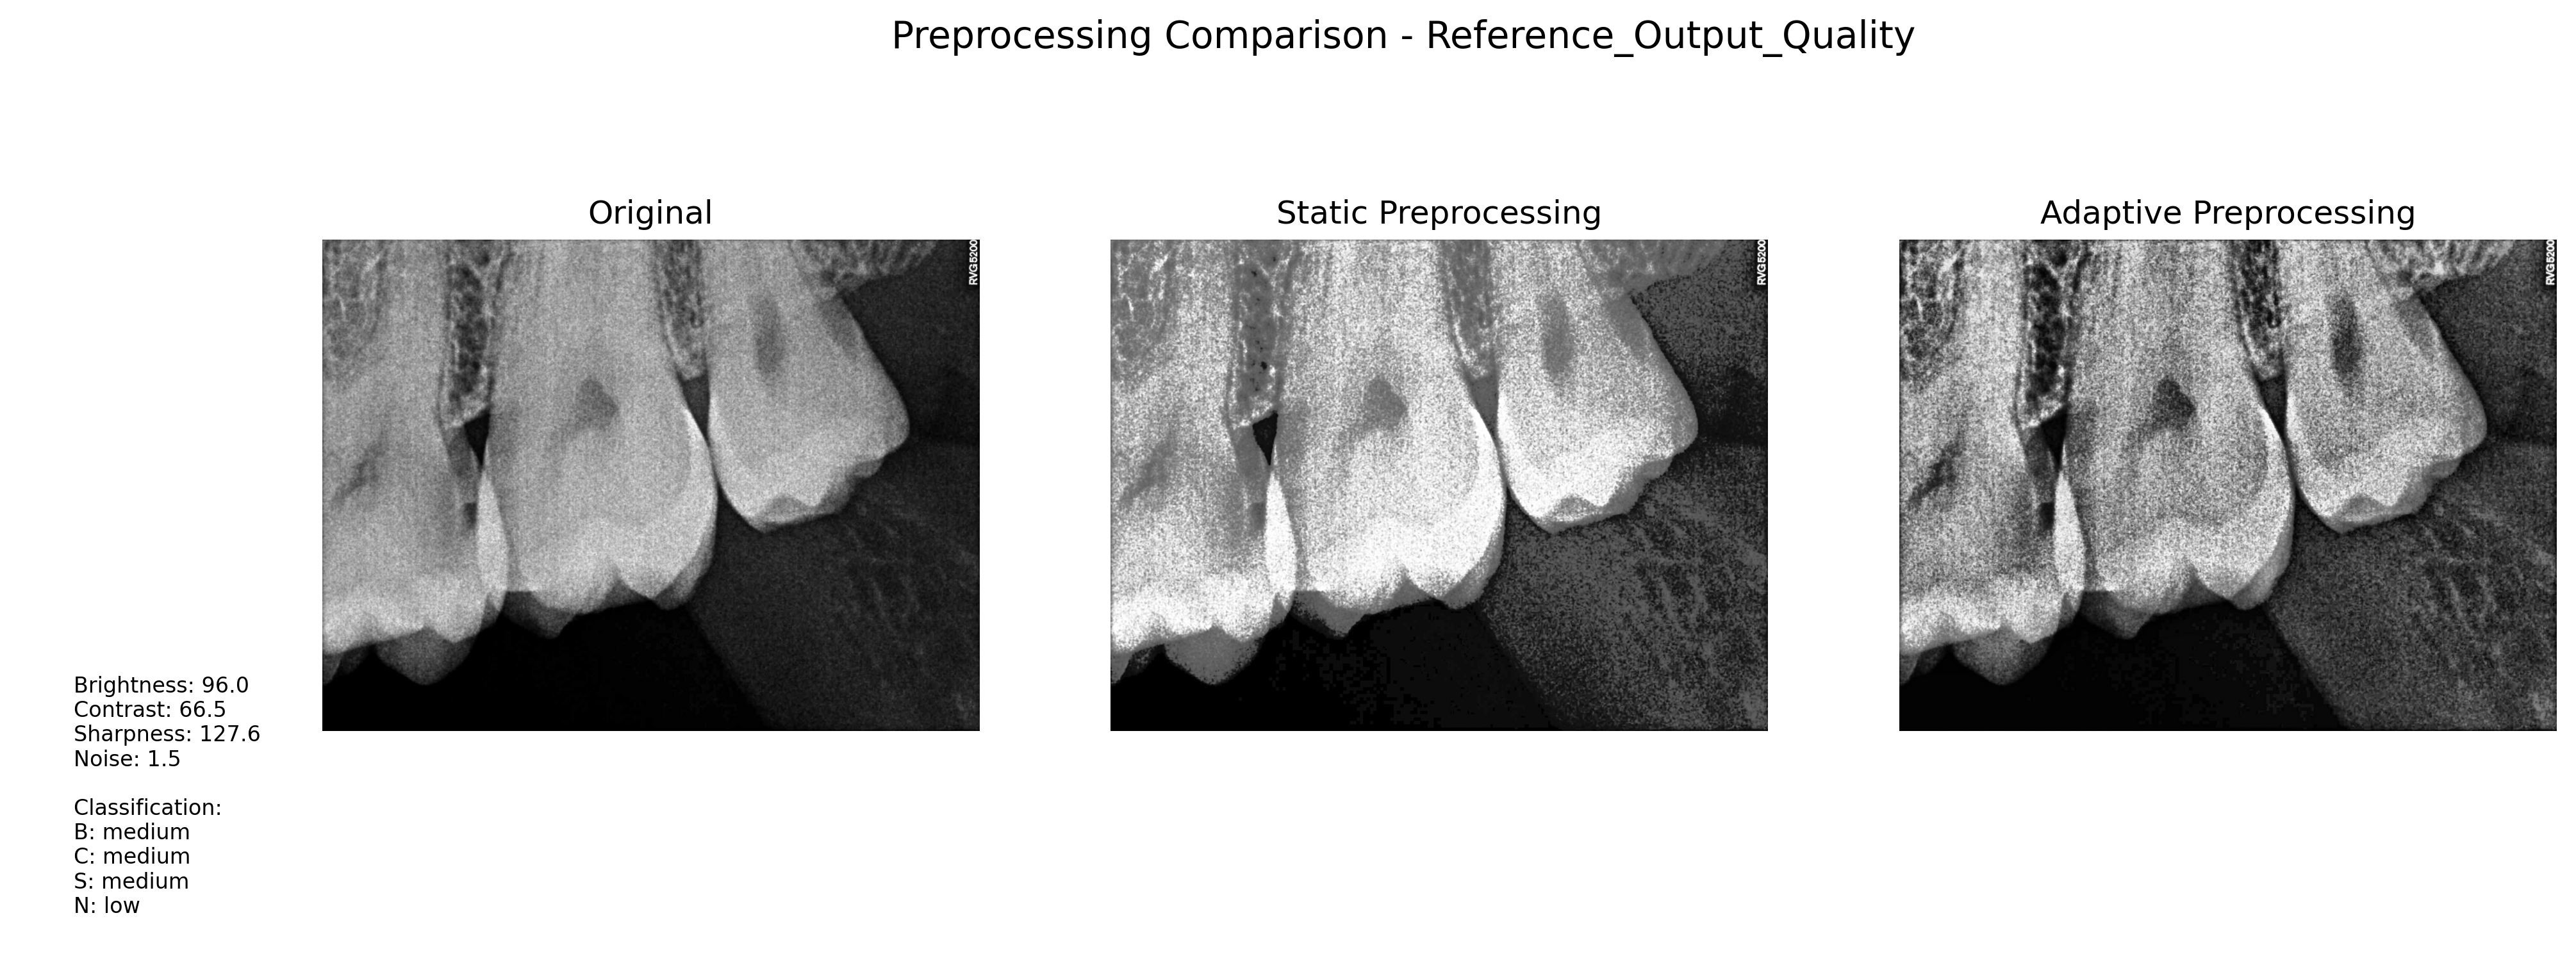 Preprocessing Comparison - Reference_Output_Quality
Original
Static Preprocessing
Adaptive Preprocessing
RVG5200
RVG5200
RVG5200
Brightness: 96.0
Contrast: 66.5
Sharpness: 127.6
Noise: 1.5
Classification:
B: medium
C: medium
S: medium
N: low